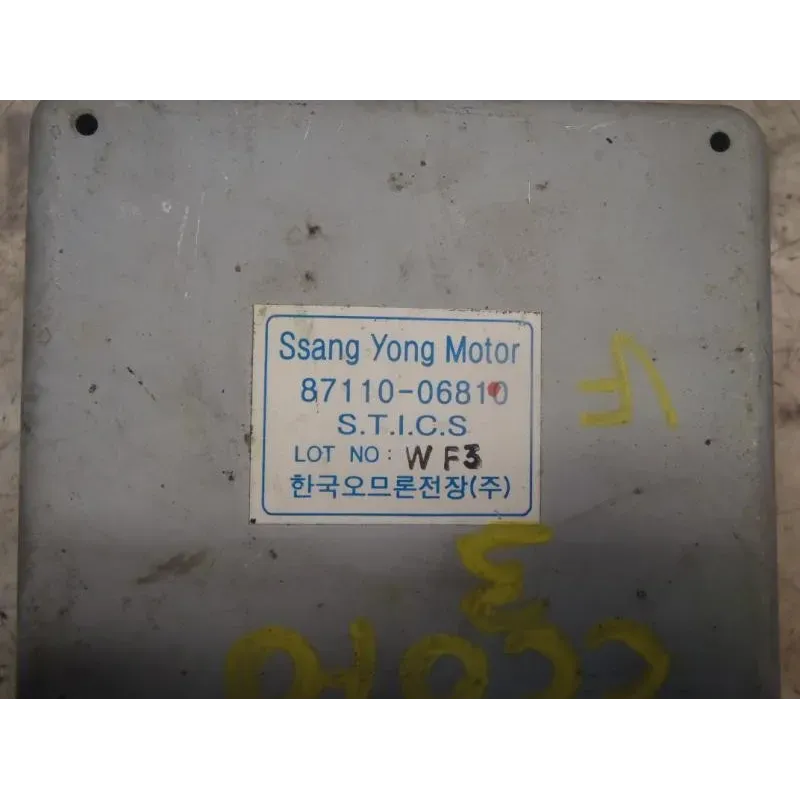 Ssang Yong Motor
87110-06810
S.T.I.C.S
LOT NO : WF3
한국오므론전장(주)